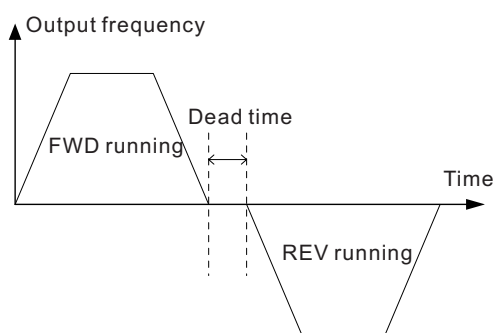 Output frequency
Dead time
FWD running
Time
REV running